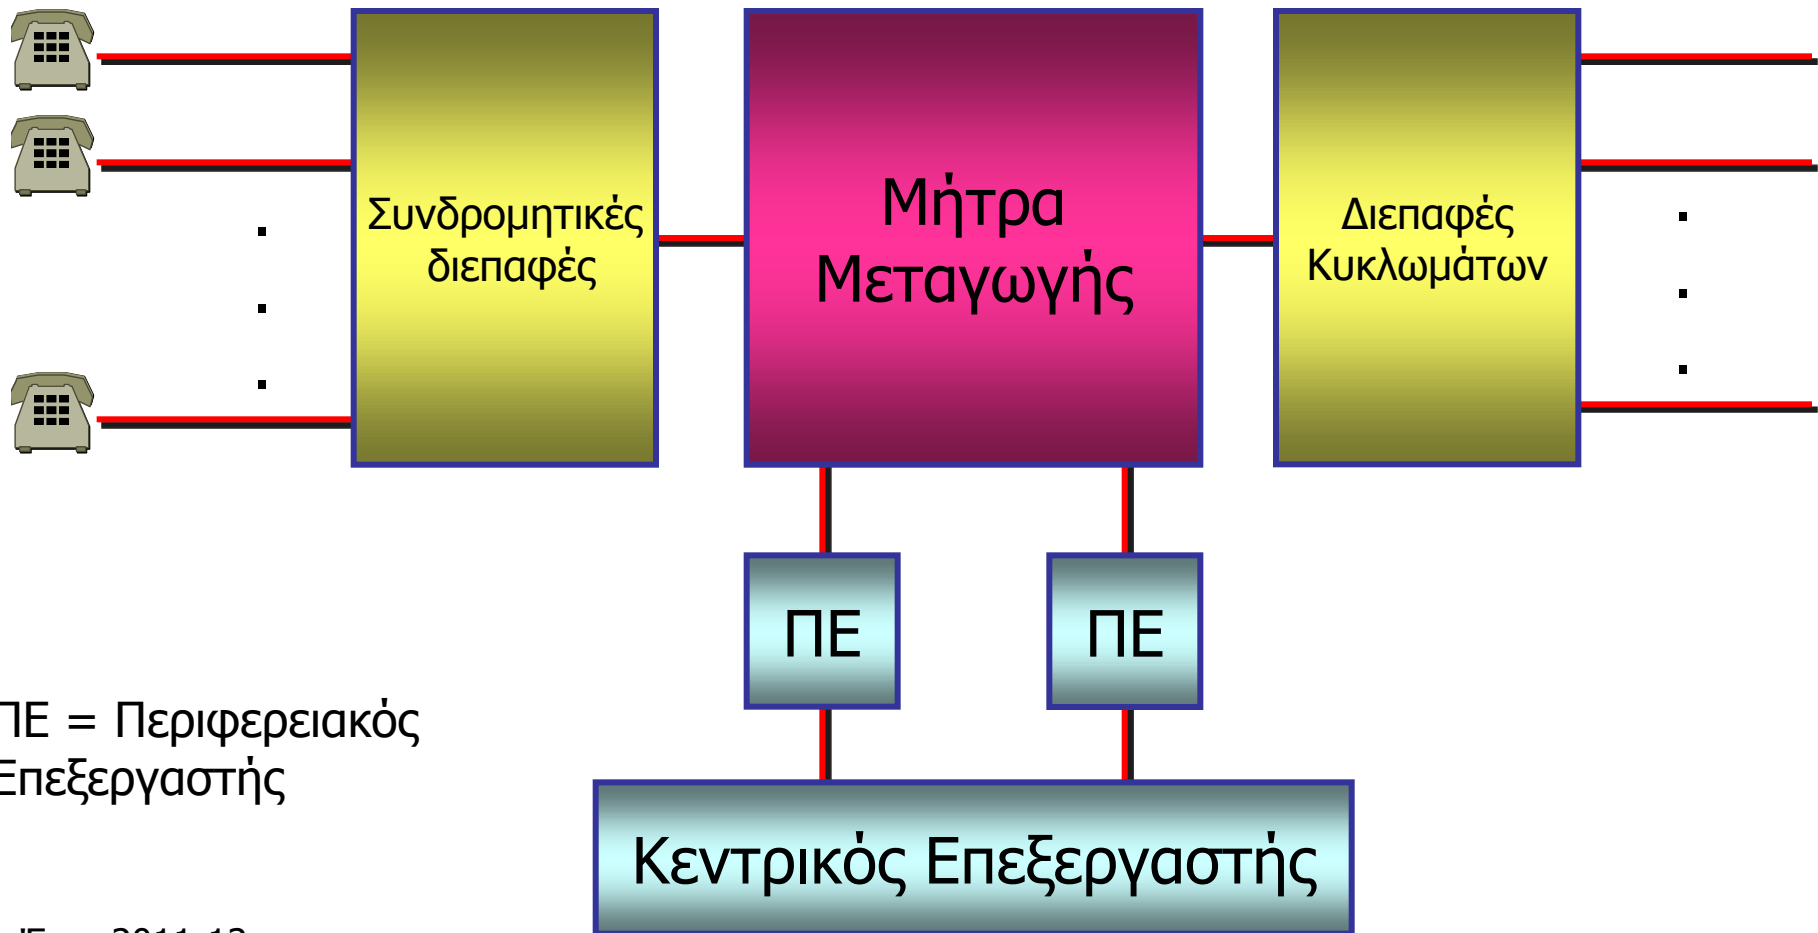 Συνδρομητικές
διεπαφές
Μήτρα
Μεταγωγής
Διεπαφές
Κυκλωμάτων
ΠΕ
ΠΕ
ΠΕ = Περιφερειακός
Επεξεργαστής
Κεντρικός Επεξεργαστής